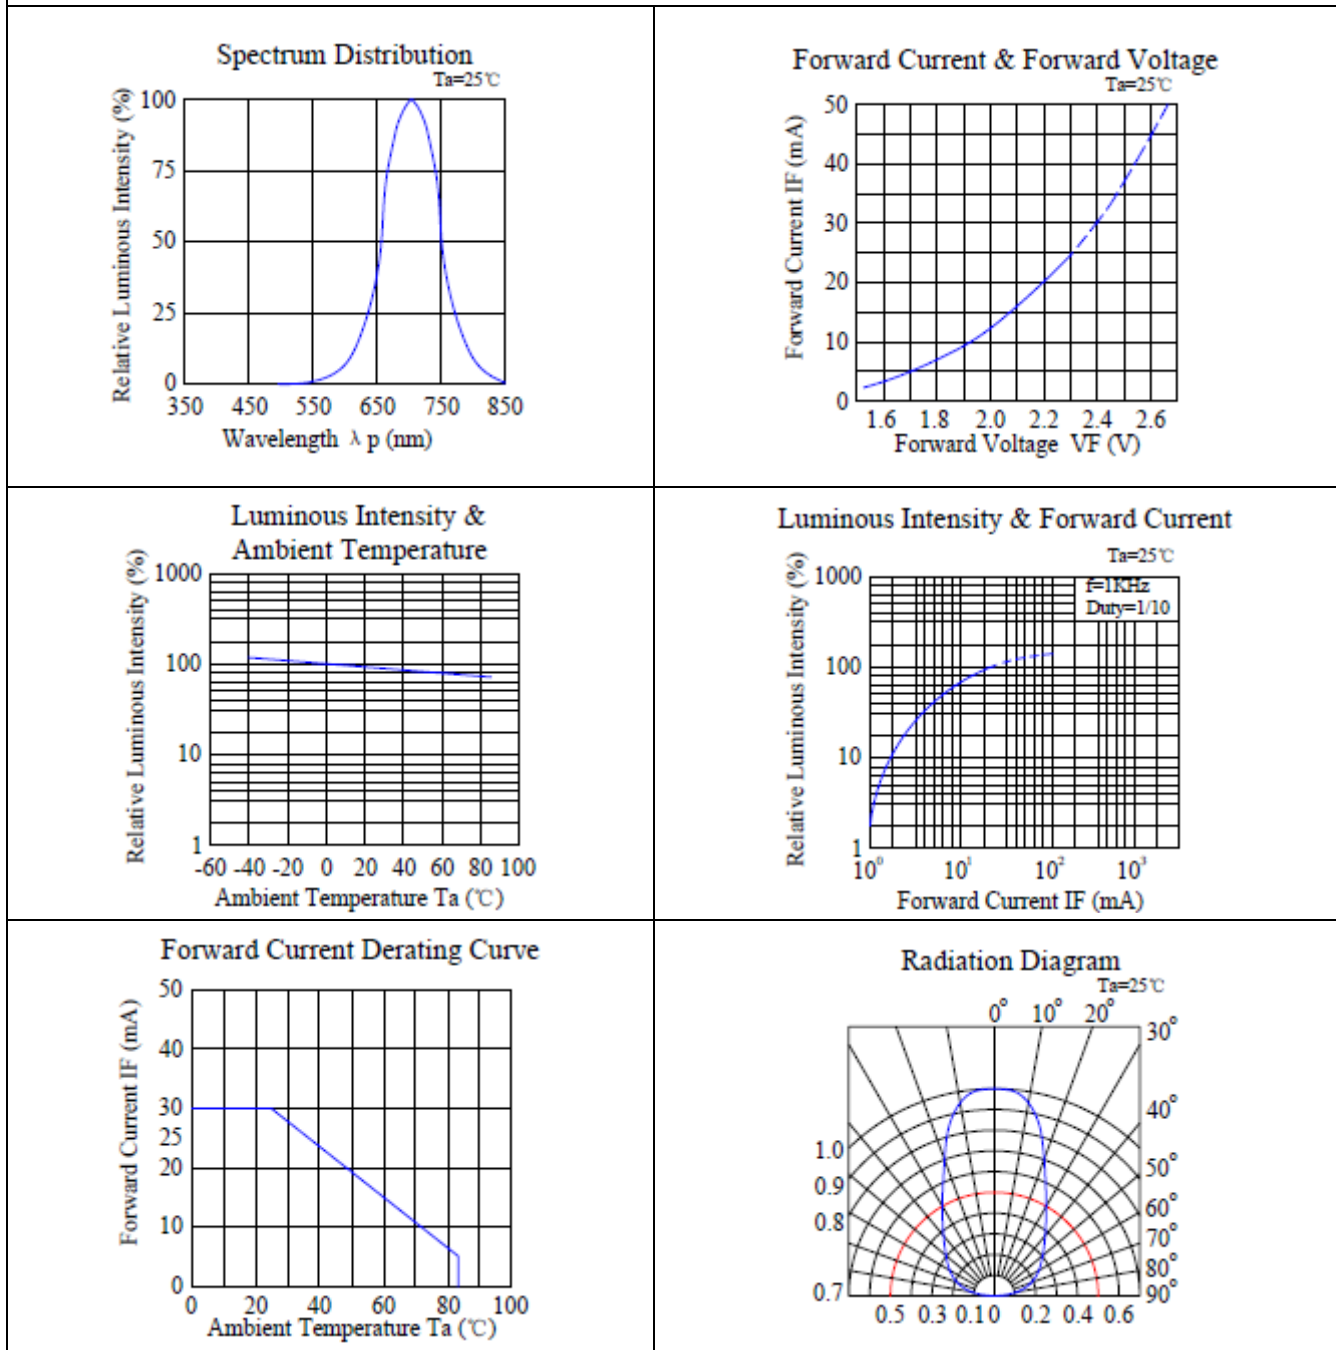 Spectrum Distribution
Ta=25℃
Relative Luminous Intensity (%)
100
75
50
25
0
350 450 550 650 750 850
Wavelength λ p (nm)
Forward Current & Forward Voltage
Ta=25℃
Forward Current IF (mA)
50
40
30
20
10
0
1.6 1.8 2.0 2.2 2.4 2.6
Forward Voltage VF (V)
Luminous Intensity &
Ambient Temperature
Relative Luminous Intensity (%)
1000
100
10
1
-60 -40 -20 0 20 40 60 80 100
Ambient Temperature Ta (℃)
Luminous Intensity & Forward Current
Ta=25℃
f=1KHz
Duty=1/10
Relative Luminous Intensity (%)
1000
100
10
1
10⁰ 10¹ 10² 10³
Forward Current IF (mA)
Forward Current Derating Curve
Forward Current IF (mA)
50
40
30
25
20
10
0
0 20 40 60 80 100
Ambient Temperature Ta (℃)
Radiation Diagram
Ta=25℃
0° 10° 20°
30°
40°
50°
60°
70°
80°
90°
1.0
0.9
0.8
0.7
0.5 0.3 0.1 0 0.2 0.4 0.6